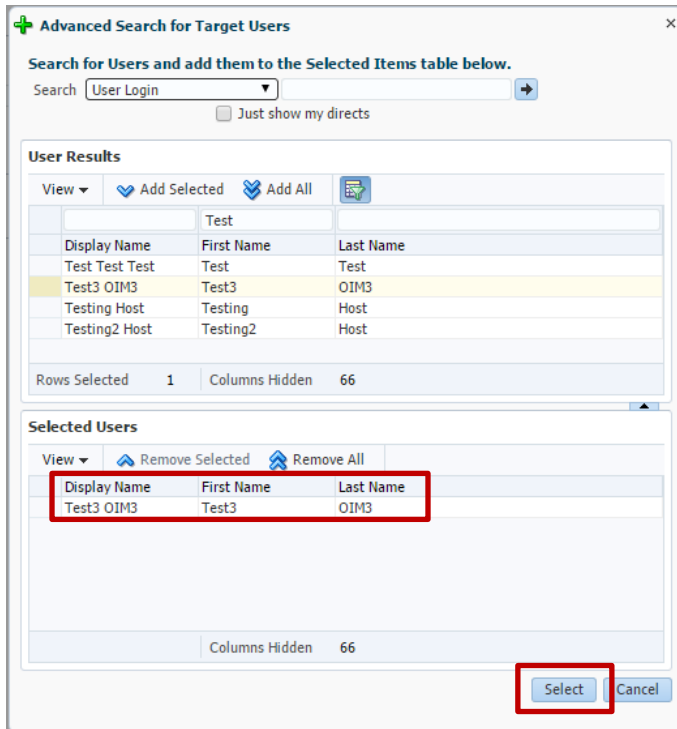 Advanced Search for Target Users
Search for Users and add them to the Selected Items table below.
Search User Login
Just show my directs
User Results
View Add Selected Add All
Test
Display Name First Name Last Name
Test Test Test Test Test
Test3 OIM3 Test3 OIM3
Testing Host Testing Host
Testing2 Host Testing2 Host
Rows Selected 1 Columns Hidden 66
Selected Users
View Remove Selected Remove All
Display Name First Name Last Name
Test3 OIM3 Test3 OIM3
Columns Hidden 66
Select Cancel